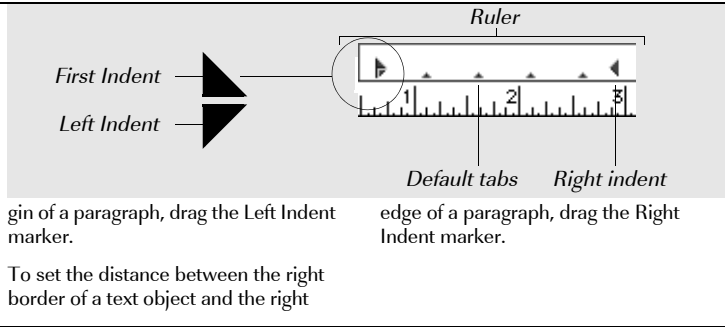 Ruler
First Indent
Left Indent
1 2 3
Default tabs
Right indent
gin of a paragraph, drag the Left Indent
marker.
To set the distance between the right
border of a text object and the right
edge of a paragraph, drag the Right
Indent marker.